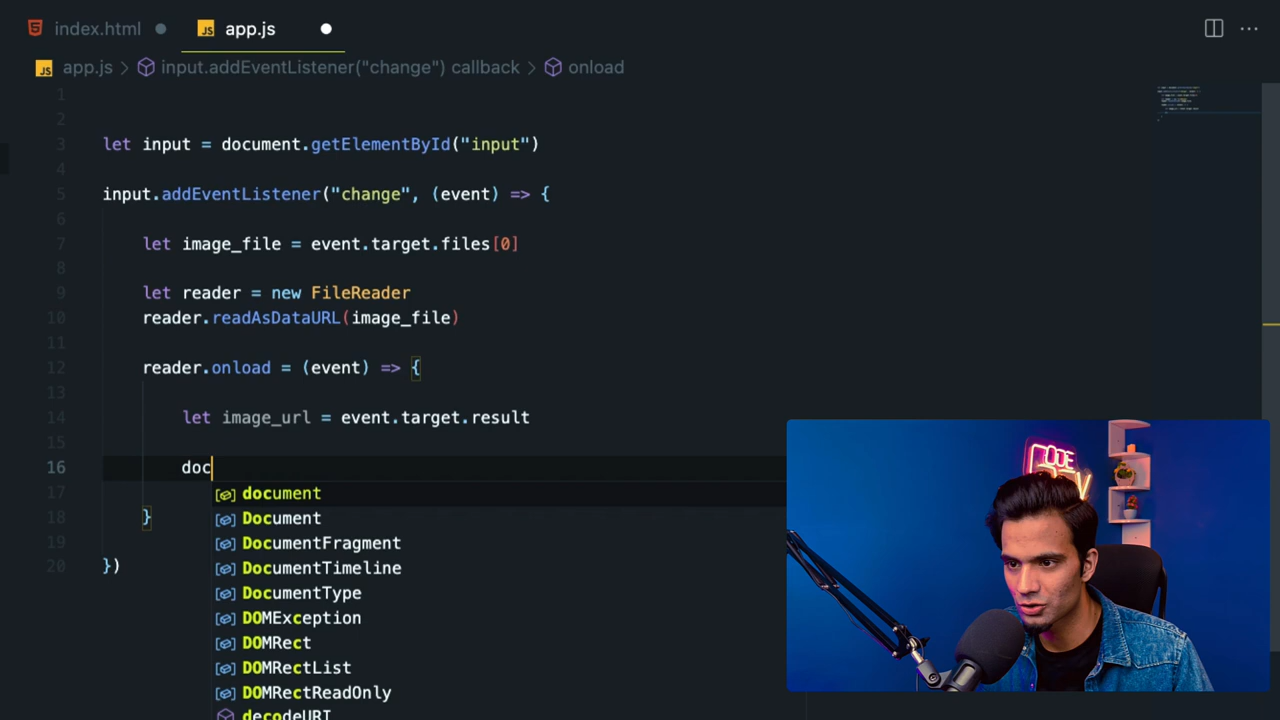 index.html
JS app.js
JS app.js > input.addEventListener("change") callback > onload
1
2
3 let input = document.getElementById("input")
4
5 input.addEventListener("change", (event) => {
6
7 let image_file = event.target.files[0]
8
9 let reader = new FileReader
10 reader.readAsDataURL(image_file)
11
12 reader.onload = (event) => {
13
14 let image_url = event.target.result
15
16 doc
17
document
18 }
Document
19
DocumentFragment
20 })
DocumentTimeline
DocumentType
DOMException
DOMRect
DOMRectList
DOMRectReadOnly
decodeURI
CODE